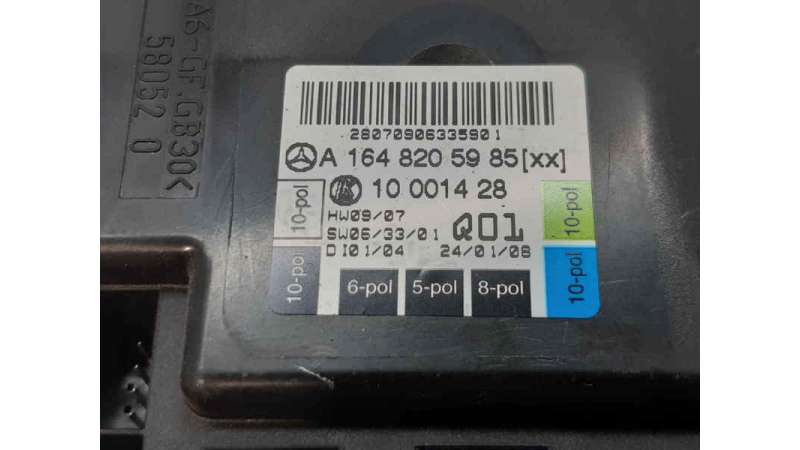 A6-GF.GB30<
58052 0
28070906335901
A 164 820 59 85 [xx]
10 0014 28
HW09/07
SW06/33/01
Q01
DI01/04
24/01/08
10-pol
10-pol
10-pol
10-pol
6-pol
5-pol
8-pol